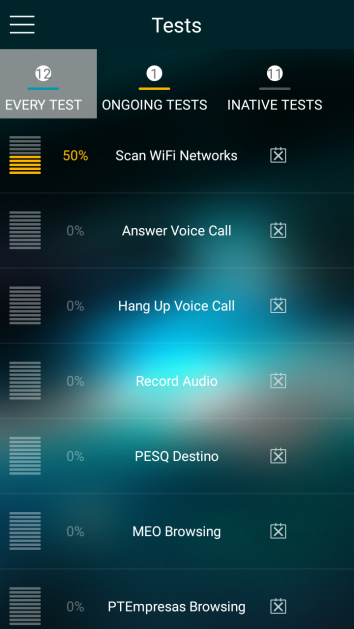 Tests
12 1 11
EVERY TEST ONGOING TESTS INATIVE TESTS
50% Scan WiFi Networks
0% Answer Voice Call
0% Hang Up Voice Call
0% Record Audio
0% PESQ Destino
0% MEO Browsing
0% PTEmpresas Browsing